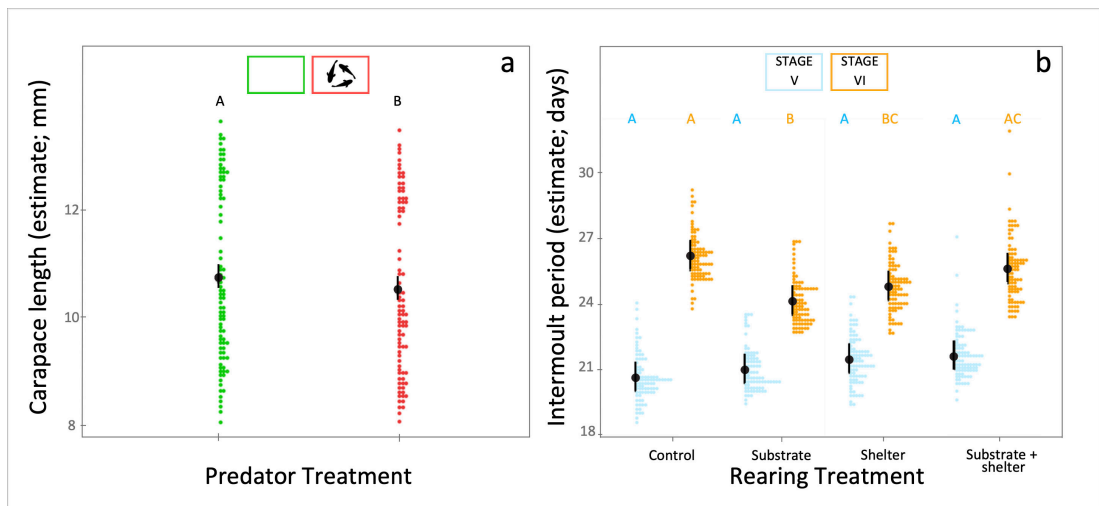 a
A
B
Carapace length (estimate; mm)
12
10
8
Predator Treatment
b
STAGE
V
STAGE
VI
A
A
A
B
A
BC
A
AC
Intermoult period (estimate; days)
30
27
24
21
18
Control
Substrate
Shelter
Substrate +
shelter
Rearing Treatment